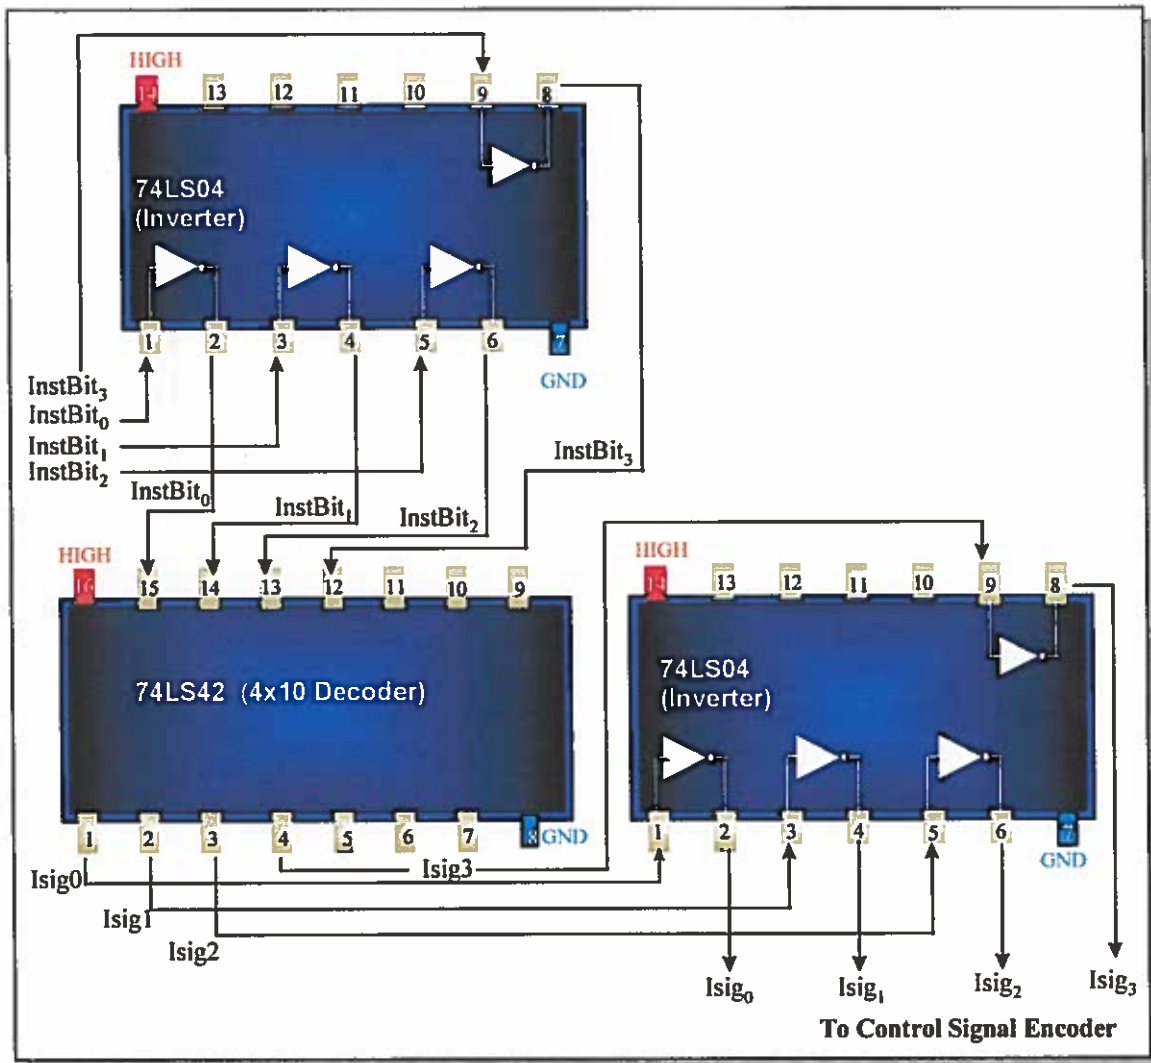 HIGH
14 13 12 11 10 9 8
74LS04
(Inverter)
1 2 3 4 5 6 7
GND
InstBit3
InstBit0
InstBit1
InstBit2
InstBit3
InstBit0
InstBit1
InstBit2
HIGH
16 15 14 13 12 11 10 9
74LS42 (4x10 Decoder)
1 2 3 4 5 6 7 8 GND
HIGH
14 13 12 11 10 9 8
74LS04
(Inverter)
1 2 3 4 5 6 7
GND
Isig0
Isig3
Isig1
Isig2
Isig0
Isig1
Isig2
Isig3
To Control Signal Encoder